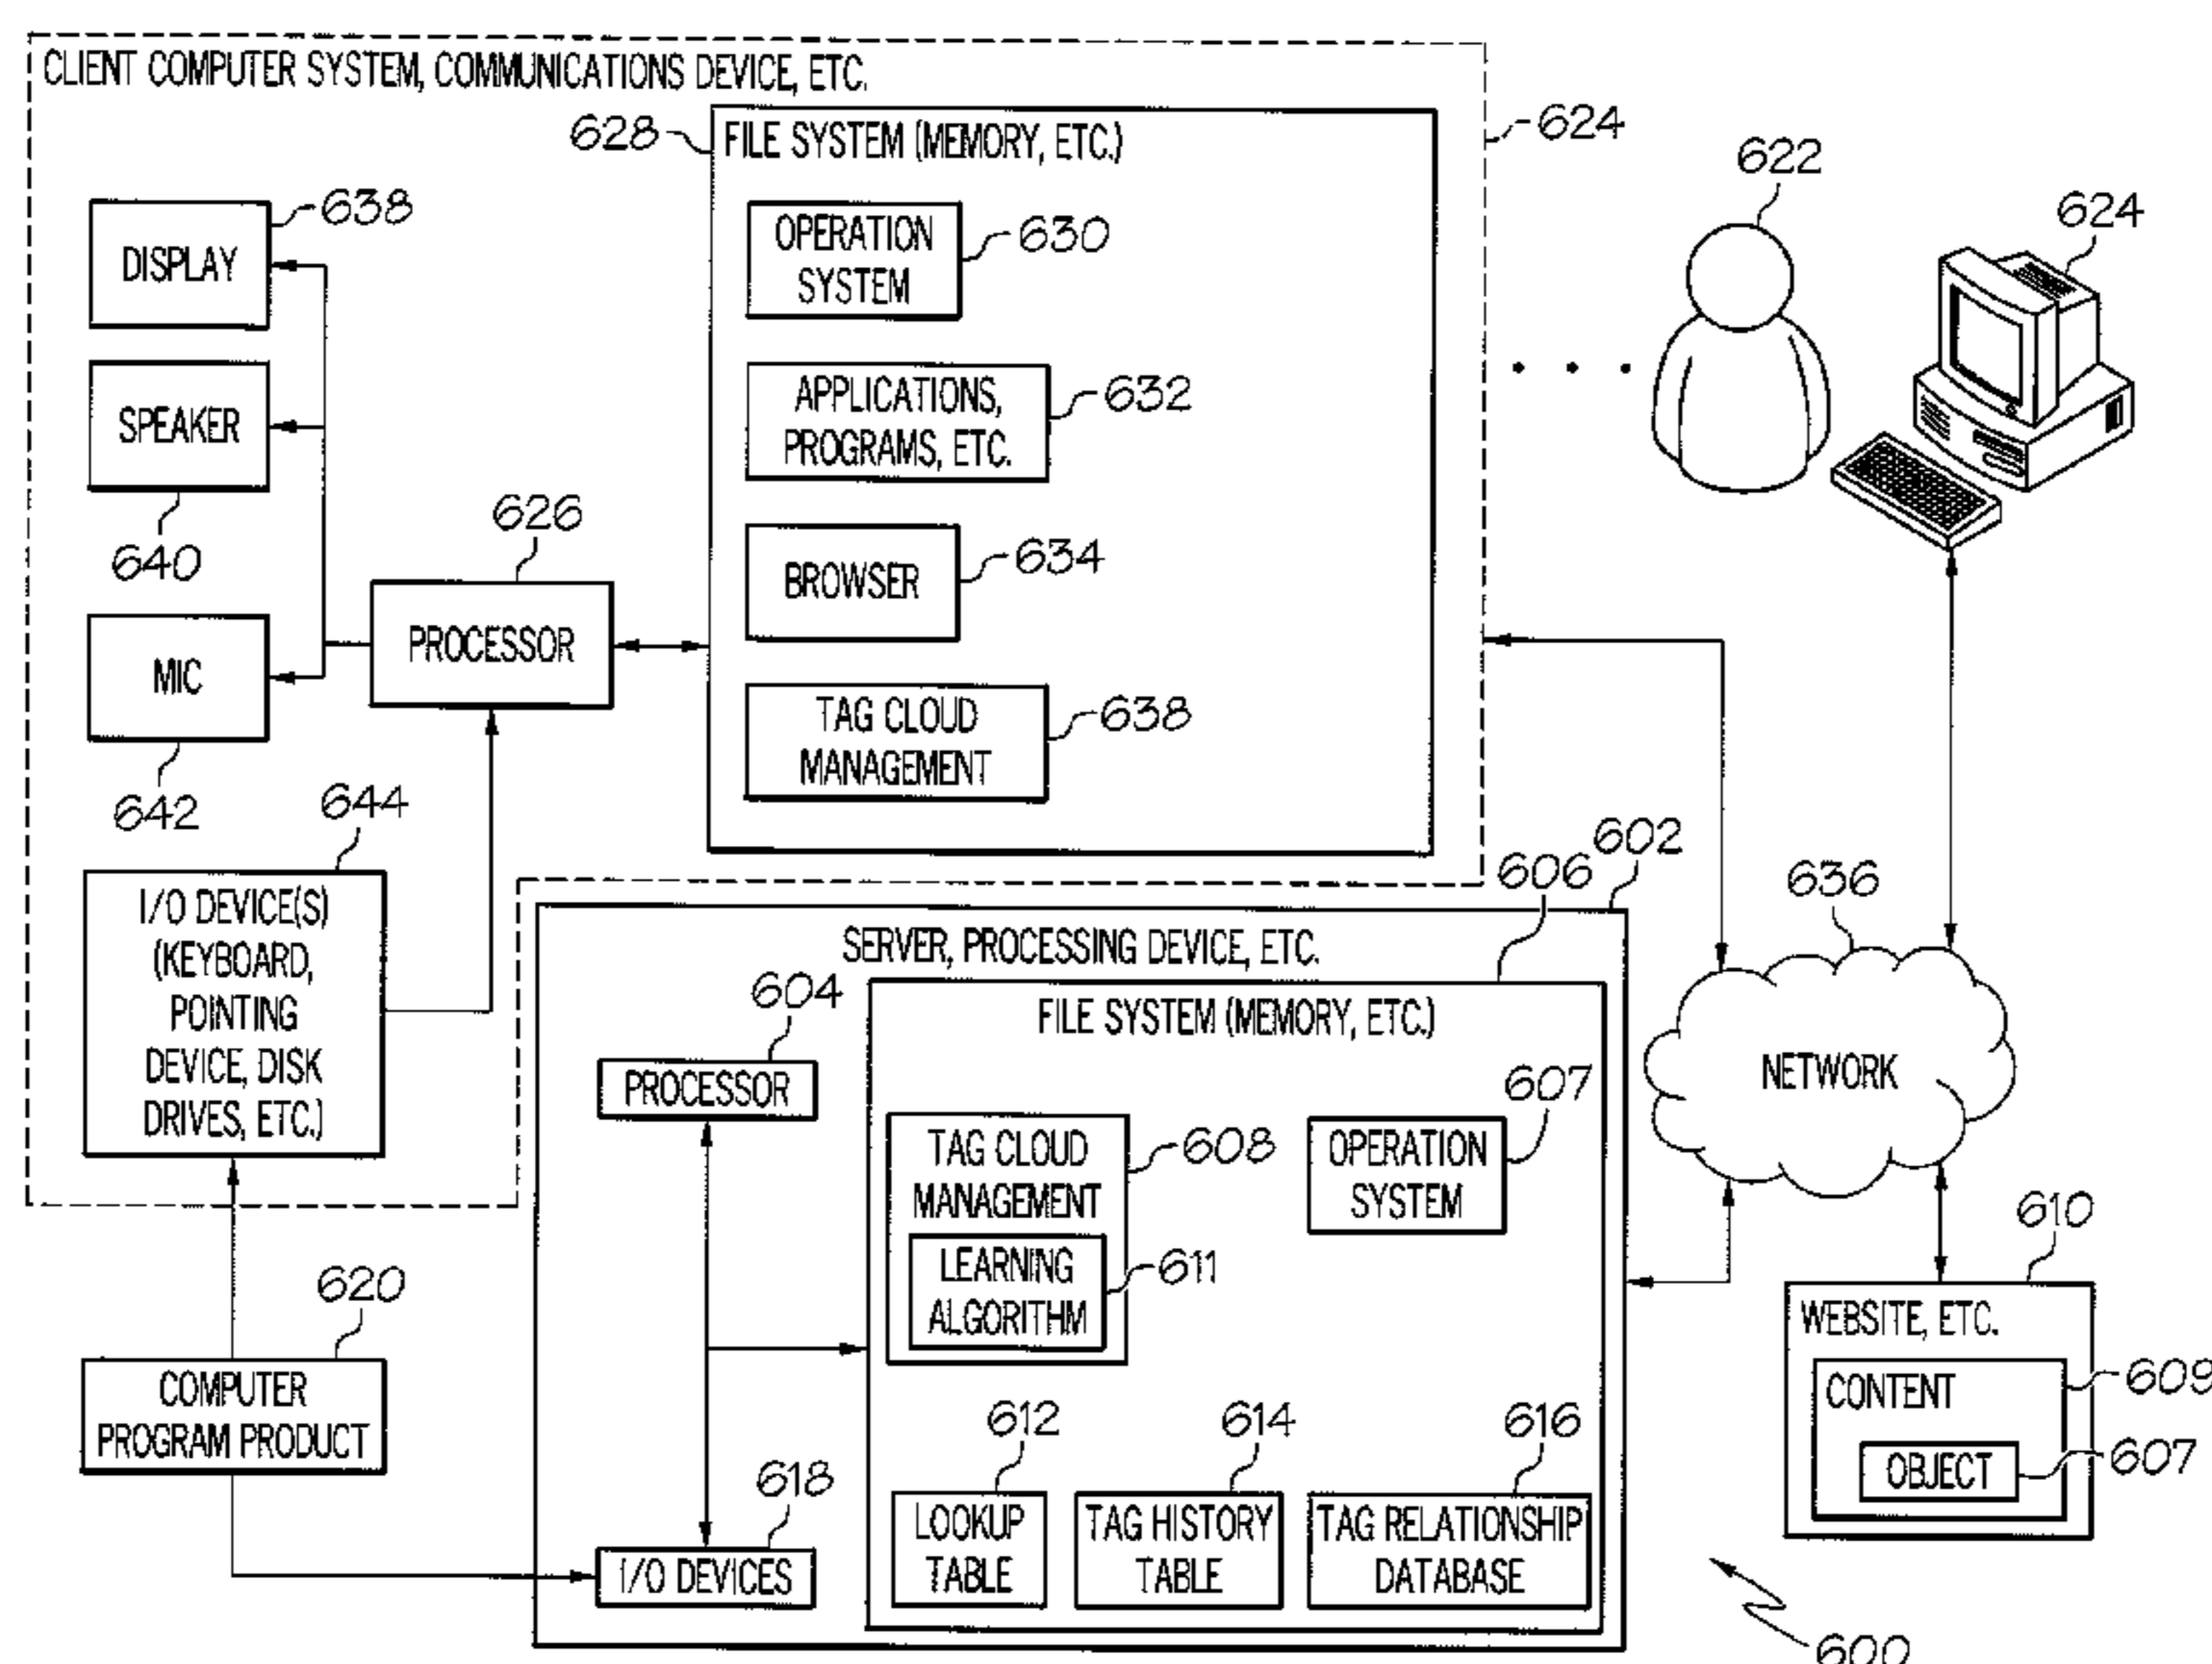 CLIENT COMPUTER SYSTEM, COMMUNICATIONS DEVICE, ETC.
628
FILE SYSTEM (MEMORY, ETC.)
624
622
624
638
DISPLAY
OPERATION
SYSTEM
630
SPEAKER
640
APPLICATIONS,
PROGRAMS, ETC.
632
626
PROCESSOR
BROWSER
634
MIC
642
TAG CLOUD
MANAGEMENT
638
644
I/O DEVICE(S)
(KEYBOARD,
POINTING
DEVICE, DISK
DRIVES, ETC.)
602
606
636
SERVER, PROCESSING DEVICE, ETC.
604
PROCESSOR
FILE SYSTEM (MEMORY, ETC.)
NETWORK
607
TAG CLOUD
MANAGEMENT
608
OPERATION
SYSTEM
LEARNING
ALGORITHM
611
610
WEBSITE, ETC.
CONTENT
609
OBJECT
607
620
COMPUTER
PROGRAM PRODUCT
618
I/O DEVICES
612
LOOKUP
TABLE
614
TAG HISTORY
TABLE
616
TAG RELATIONSHIP
DATABASE
600